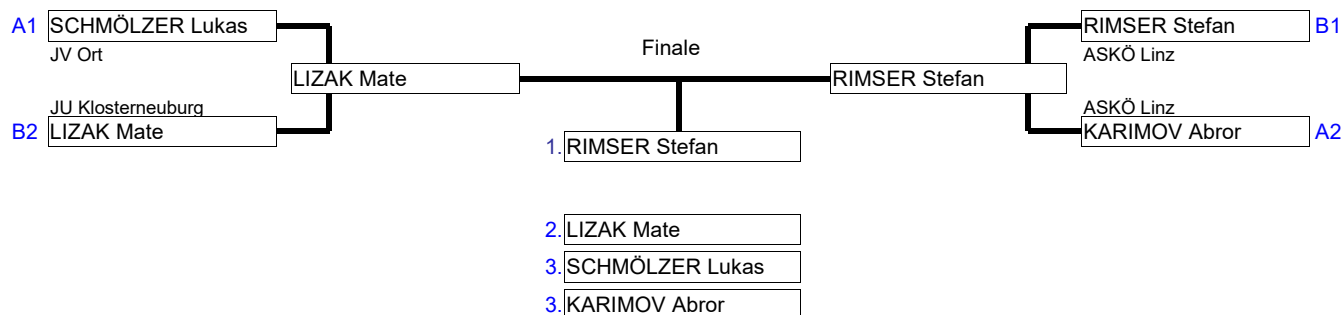 A1 SCHMÖLZER Lukas
JV Ort
LIZAK Mate
JU Klosterneuburg
B2 LIZAK Mate
Finale
RIMSER Stefan B1
ASKÖ Linz
RIMSER Stefan
ASKÖ Linz
KARIMOV Abror A2
1. RIMSER Stefan
2. LIZAK Mate
3. SCHMÖLZER Lukas
3. KARIMOV Abror